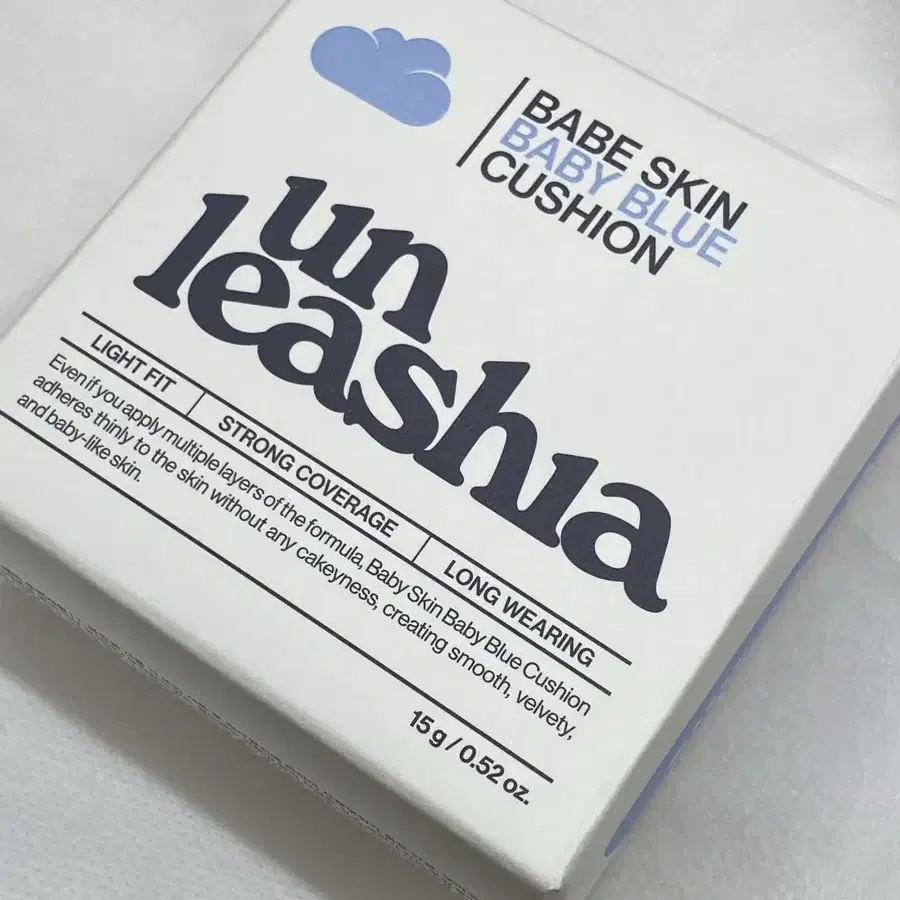 BABE SKIN
BABY BLUE
CUSHION
un
leashia
LIGHT FIT
STRONG COVERAGE
LONG WEARING
Even if you apply multiple layers of the formula, Baby Skin Baby Blue Cushion
adheres thinly to the skin without any cakeyness, creating smooth, velvety,
and baby-like skin.
15 g / 0.52 oz.